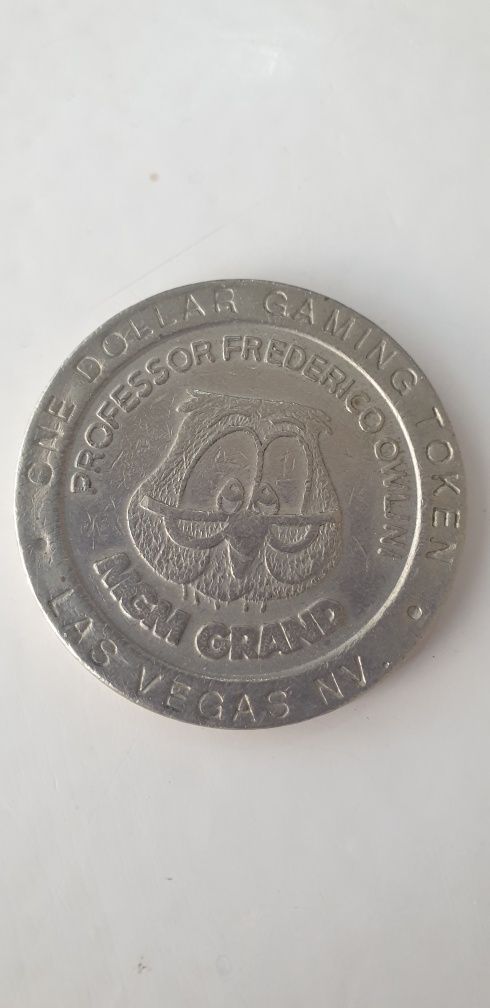 ONE DOLLAR GAMING TOKEN
PROFESSOR FREDERICO OWLINI
MGM GRAND
LAS VEGAS NV.